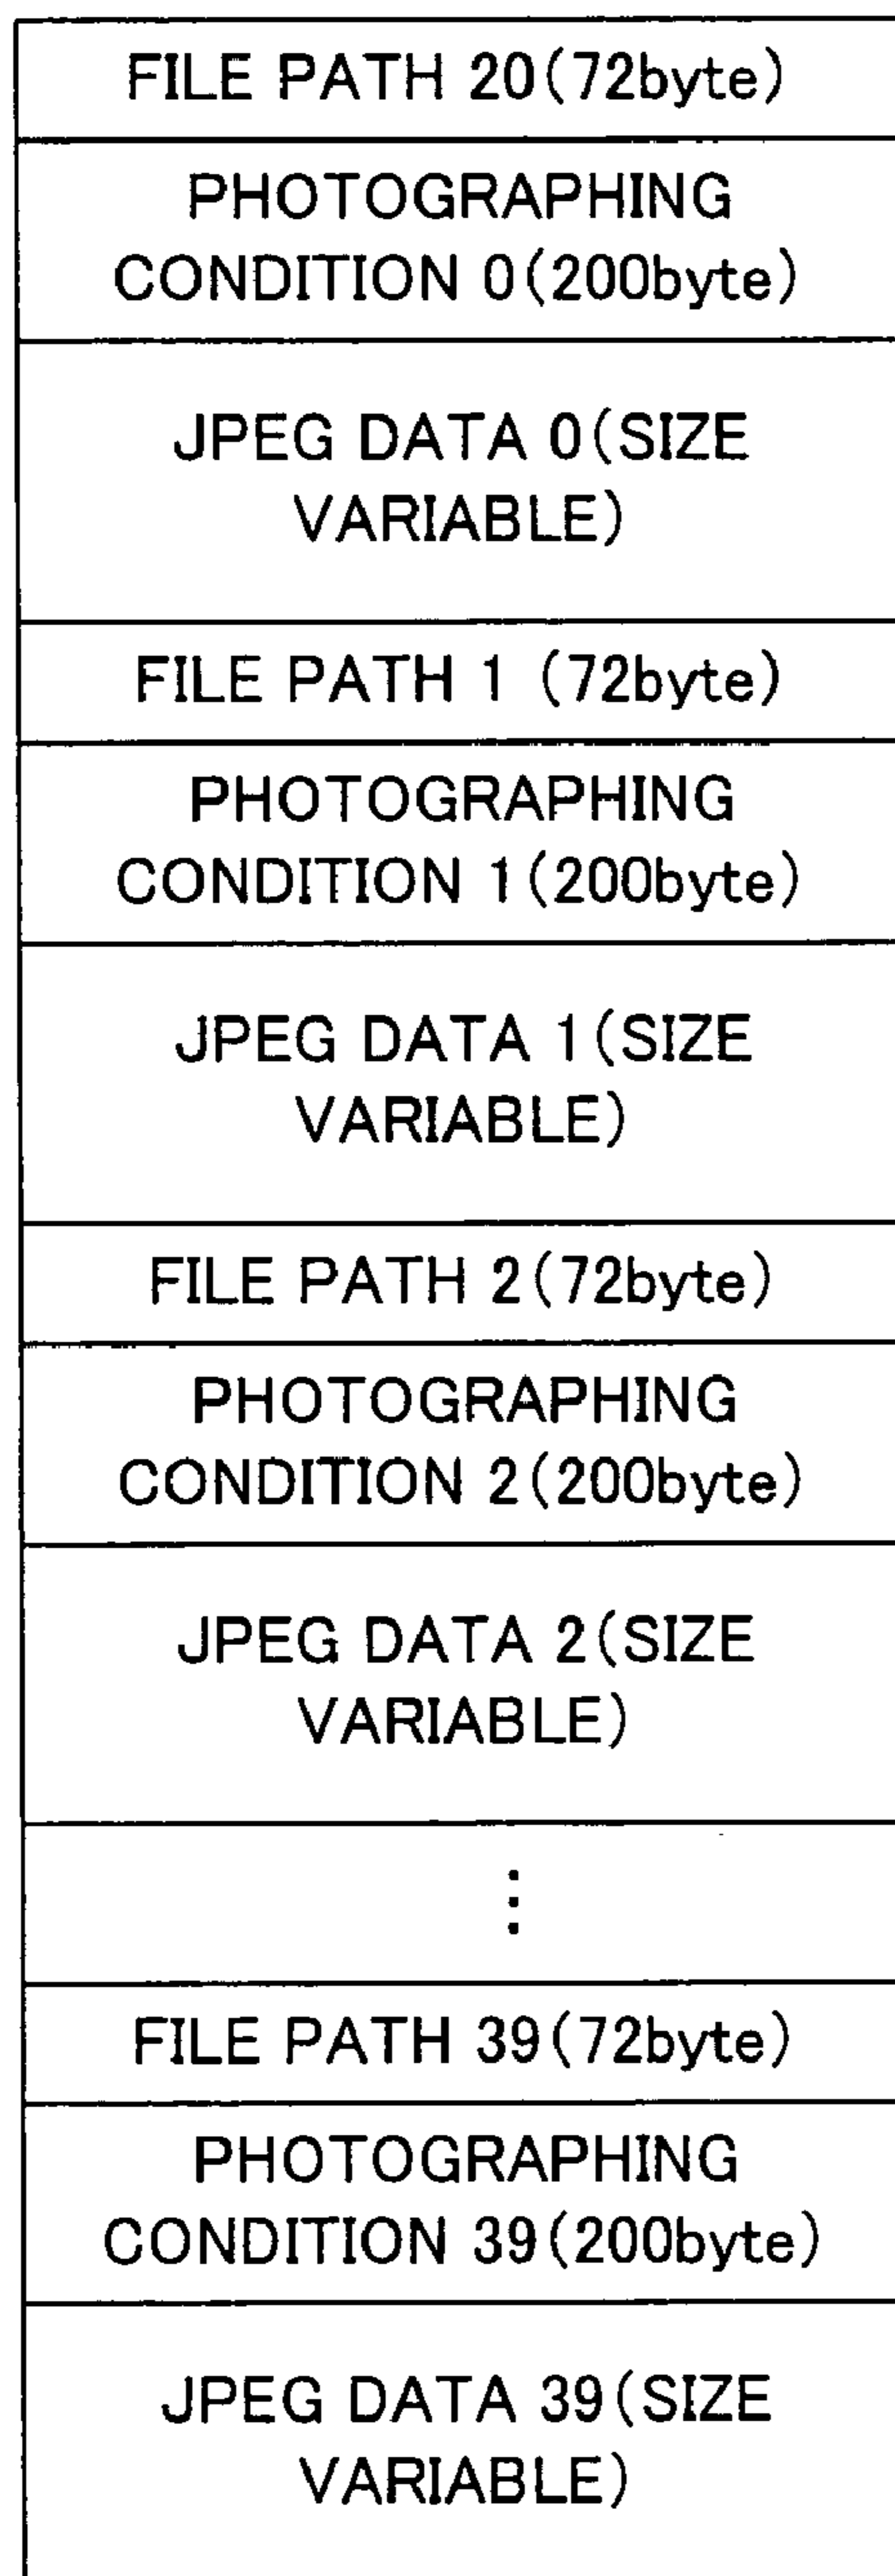 FILE PATH 20(72byte)
PHOTOGRAPHING
CONDITION 0(200byte)
JPEG DATA 0(SIZE
VARIABLE)
FILE PATH 1 (72byte)
PHOTOGRAPHING
CONDITION 1(200byte)
JPEG DATA 1(SIZE
VARIABLE)
FILE PATH 2(72byte)
PHOTOGRAPHING
CONDITION 2(200byte)
JPEG DATA 2(SIZE
VARIABLE)
⋮
FILE PATH 39(72byte)
PHOTOGRAPHING
CONDITION 39(200byte)
JPEG DATA 39(SIZE
VARIABLE)